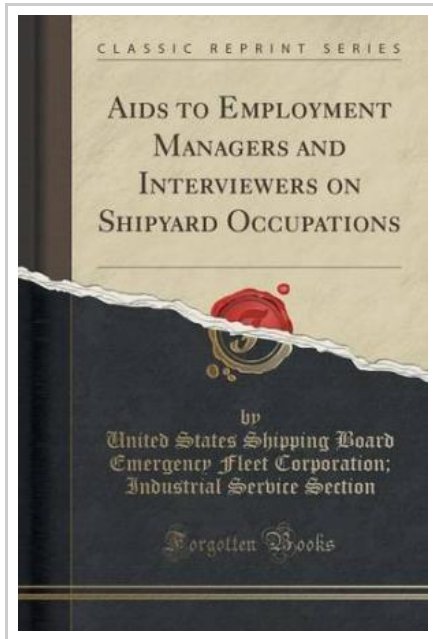 CLASSIC REPRINT SERIES
AIDS TO EMPLOYMENT
MANAGERS AND
INTERVIEWERS ON
SHIPYARD OCCUPATIONS
by
United States Shipping Board
Emergency Fleet Corporation;
Industrial Service Section
Forgotten Books